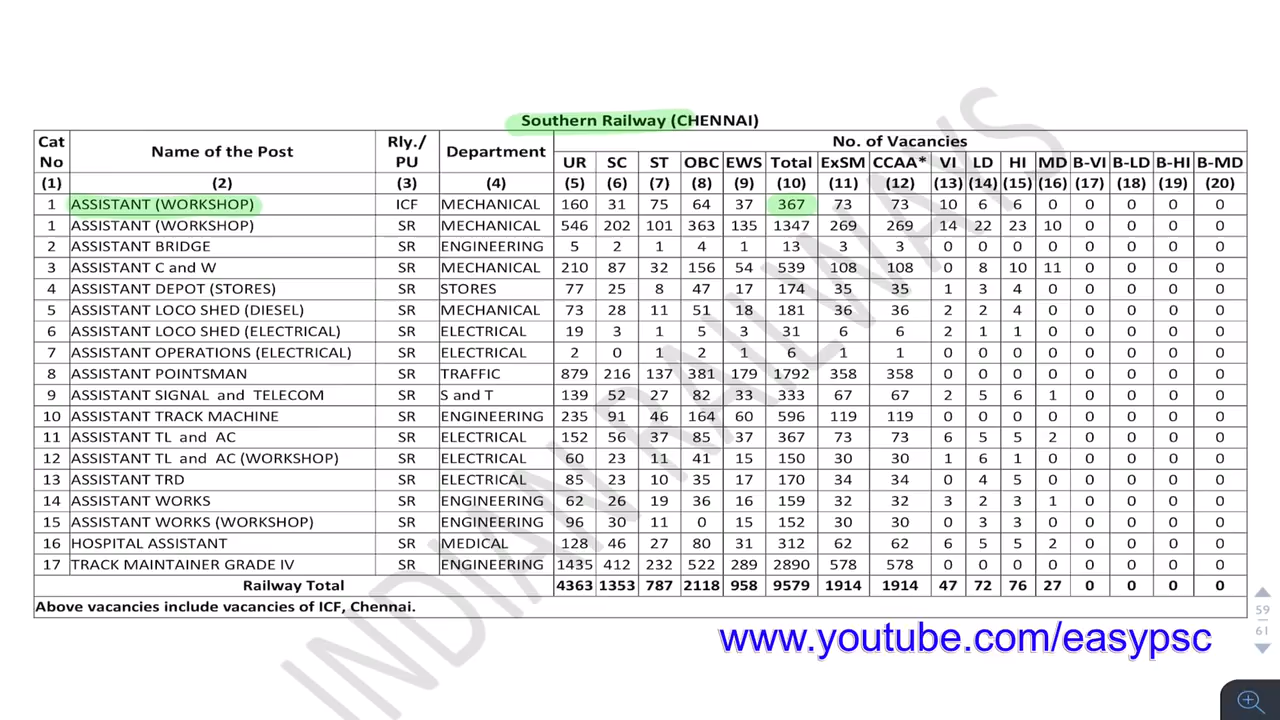 Southern Railway (CHENNAI)
Cat No | Name of the Post | Rly./ PU | Department | No. of Vacancies
UR | SC | ST | OBC | EWS | Total | ExSM | CCAA* | VI | LD | HI | MD | B-VI | B-LD | B-HI | B-MD
(1) | (2) | (3) | (4) | (5) | (6) | (7) | (8) | (9) | (10) | (11) | (12) | (13) | (14) | (15) | (16) | (17) | (18) | (19) | (20)
1 | ASSISTANT (WORKSHOP) | ICF | MECHANICAL | 160 | 31 | 75 | 64 | 37 | 367 | 73 | 73 | 10 | 6 | 6 | 0 | 0 | 0 | 0 | 0
1 | ASSISTANT (WORKSHOP) | SR | MECHANICAL | 546 | 202 | 101 | 363 | 135 | 1347 | 269 | 269 | 14 | 22 | 23 | 10 | 0 | 0 | 0 | 0
2 | ASSISTANT BRIDGE | SR | ENGINEERING | 5 | 2 | 1 | 4 | 1 | 13 | 3 | 3 | 0 | 0 | 0 | 0 | 0 | 0 | 0 | 0
3 | ASSISTANT C and W | SR | MECHANICAL | 210 | 87 | 32 | 156 | 54 | 539 | 108 | 108 | 0 | 8 | 10 | 11 | 0 | 0 | 0 | 0
4 | ASSISTANT DEPOT (STORES) | SR | STORES | 77 | 25 | 8 | 47 | 17 | 174 | 35 | 35 | 1 | 3 | 4 | 0 | 0 | 0 | 0 | 0
5 | ASSISTANT LOCO SHED (DIESEL) | SR | MECHANICAL | 73 | 28 | 11 | 51 | 18 | 181 | 36 | 36 | 2 | 2 | 4 | 0 | 0 | 0 | 0 | 0
6 | ASSISTANT LOCO SHED (ELECTRICAL) | SR | ELECTRICAL | 19 | 3 | 1 | 5 | 3 | 31 | 6 | 6 | 2 | 1 | 1 | 0 | 0 | 0 | 0 | 0
7 | ASSISTANT OPERATIONS (ELECTRICAL) | SR | ELECTRICAL | 2 | 0 | 1 | 2 | 1 | 6 | 1 | 1 | 0 | 0 | 0 | 0 | 0 | 0 | 0 | 0
8 | ASSISTANT POINTSMAN | SR | TRAFFIC | 879 | 216 | 137 | 381 | 179 | 1792 | 358 | 358 | 0 | 0 | 0 | 0 | 0 | 0 | 0 | 0
9 | ASSISTANT SIGNAL and TELECOM | SR | S and T | 139 | 52 | 27 | 82 | 33 | 333 | 67 | 67 | 2 | 5 | 6 | 1 | 0 | 0 | 0 | 0
10 | ASSISTANT TRACK MACHINE | SR | ENGINEERING | 235 | 91 | 46 | 164 | 60 | 596 | 119 | 119 | 0 | 0 | 0 | 0 | 0 | 0 | 0 | 0
11 | ASSISTANT TL and AC | SR | ELECTRICAL | 152 | 56 | 37 | 85 | 37 | 367 | 73 | 73 | 6 | 5 | 5 | 2 | 0 | 0 | 0 | 0
12 | ASSISTANT TL and AC (WORKSHOP) | SR | ELECTRICAL | 60 | 23 | 11 | 41 | 15 | 150 | 30 | 30 | 1 | 6 | 1 | 0 | 0 | 0 | 0 | 0
13 | ASSISTANT TRD | SR | ELECTRICAL | 85 | 23 | 10 | 35 | 17 | 170 | 34 | 34 | 0 | 4 | 5 | 0 | 0 | 0 | 0 | 0
14 | ASSISTANT WORKS | SR | ENGINEERING | 62 | 26 | 19 | 36 | 16 | 159 | 32 | 32 | 3 | 2 | 3 | 1 | 0 | 0 | 0 | 0
15 | ASSISTANT WORKS (WORKSHOP) | SR | ENGINEERING | 96 | 30 | 11 | 0 | 15 | 152 | 30 | 30 | 0 | 3 | 3 | 0 | 0 | 0 | 0 | 0
16 | HOSPITAL ASSISTANT | SR | MEDICAL | 128 | 46 | 27 | 80 | 31 | 312 | 62 | 62 | 6 | 5 | 5 | 2 | 0 | 0 | 0 | 0
17 | TRACK MAINTAINER GRADE IV | SR | ENGINEERING | 1435 | 412 | 232 | 522 | 289 | 2890 | 578 | 578 | 0 | 0 | 0 | 0 | 0 | 0 | 0 | 0
Railway Total | 4363 | 1353 | 787 | 2118 | 958 | 9579 | 1914 | 1914 | 47 | 72 | 76 | 27 | 0 | 0 | 0 | 0
Above vacancies include vacancies of ICF, Chennai.
INDIAN RAILWAYS
www.youtube.com/easypsc
59
61